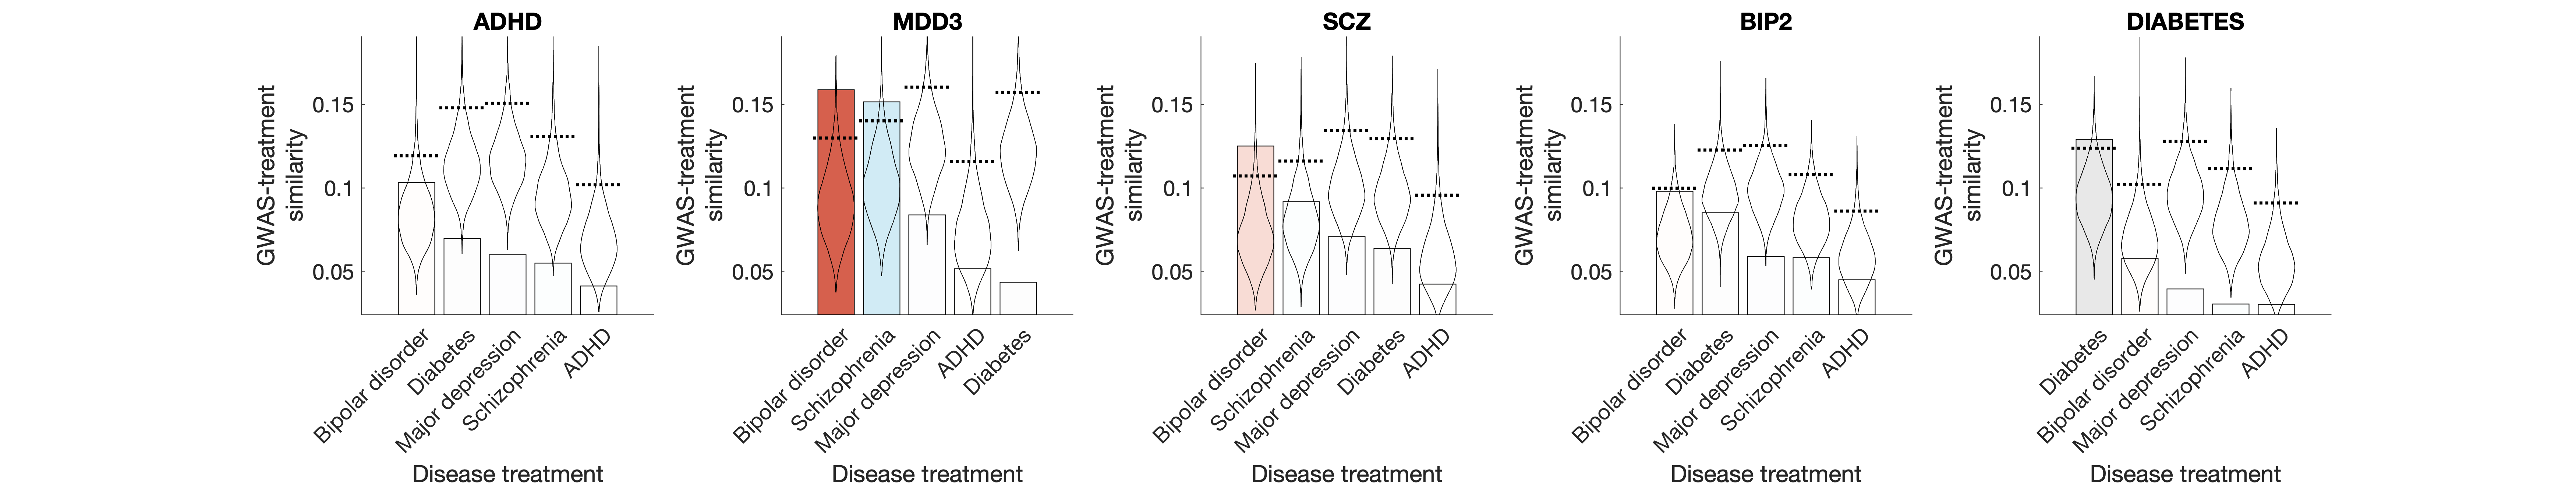 ADHD
GWAS-treatment
similarity
0.15
0.1
0.05
Bipolar disorder
Diabetes
Major depression
Schizophrenia
ADHD
Disease treatment
MDD3
GWAS-treatment
similarity
0.15
0.1
0.05
Bipolar disorder
Schizophrenia
Major depression
ADHD
Diabetes
Disease treatment
SCZ
GWAS-treatment
similarity
0.15
0.1
0.05
Bipolar disorder
Schizophrenia
Major depression
Diabetes
ADHD
Disease treatment
BIP2
GWAS-treatment
similarity
0.15
0.1
0.05
Bipolar disorder
Diabetes
Major depression
Schizophrenia
ADHD
Disease treatment
DIABETES
GWAS-treatment
similarity
0.15
0.1
0.05
Diabetes
Bipolar disorder
Major depression
Schizophrenia
ADHD
Disease treatment